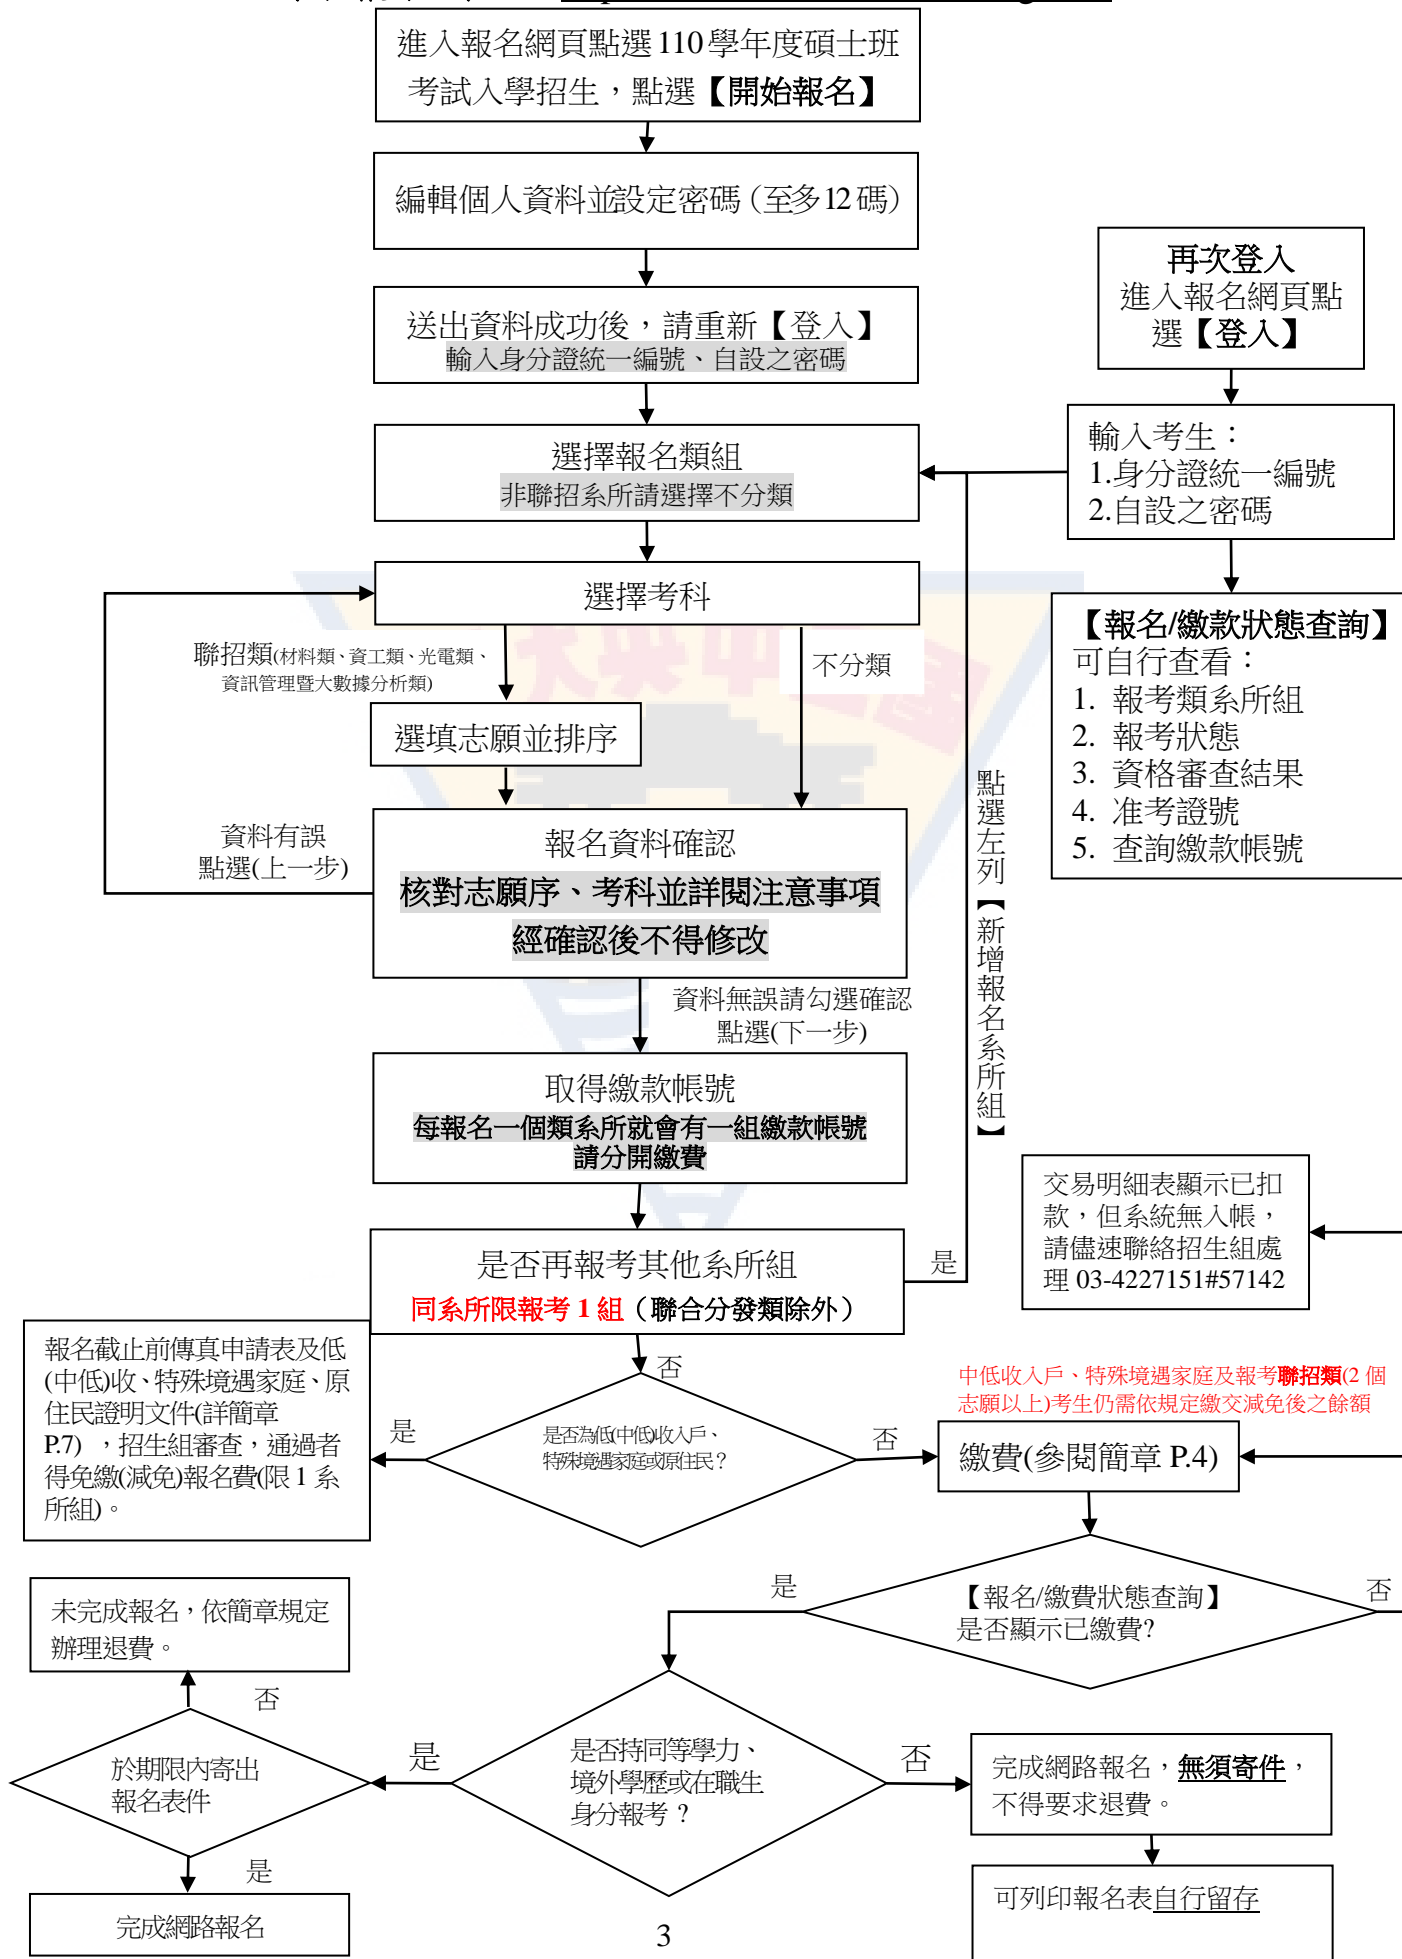 進入報名網頁點選110學年度碩士班
考試入學招生，點選【開始報名】
編輯個人資料並設定密碼（至多12碼）
送出資料成功後，請重新【登入】
輸入身分證統一編號、自設之密碼
再次登入
進入報名網頁點
選【登入】
選擇報名類組
非聯招系所請選擇不分類
輸入考生：
1.身分證統一編號
2.自設之密碼
選擇考科
【報名/繳款狀態查詢】
可自行查看：
1. 報考類系所組
2. 報考狀態
3. 資格審查結果
4. 准考證號
5. 查詢繳款帳號
聯招類(材料類、資工類、光電類、
資訊管理暨大數據分析類)
不分類
選填志願並排序
資料有誤
點選(上一步)
報名資料確認
核對志願序、考科並詳閱注意事項
經確認後不得修改
點選左列【新增報名系所組】
資料無誤請勾選確認
點選(下一步)
取得繳款帳號
每報名一個類系所就會有一組繳款帳號
請分開繳費
交易明細表顯示已扣
款，但系統無入帳，
請儘速聯絡招生組處
理 03-4227151#57142
是否再報考其他系所組
同系所限報考 1 組（聯合分發類除外）
是
否
報名截止前傳真申請表及低
(中低)收、特殊境遇家庭、原
住民證明文件(詳簡章
P.7) ，招生組審查，通過者
得免繳(減免)報名費(限 1 系
所組)。
是
是否為低(中低)收入戶、
特殊境遇家庭或原住民？
否
中低收入戶、特殊境遇家庭及報考聯招類(2 個
志願以上)考生仍需依規定繳交減免後之餘額
繳費(參閱簡章 P.4)
是
【報名/繳費狀態查詢】
是否顯示已繳費?
否
未完成報名，依簡章規定
辦理退費。
否
於期限內寄出
報名表件
是
是否持同等學力、
境外學歷或在職生
身分報考 ?
否
完成網路報名，無須寄件，
不得要求退費。
是
完成網路報名
可列印報名表自行留存
3